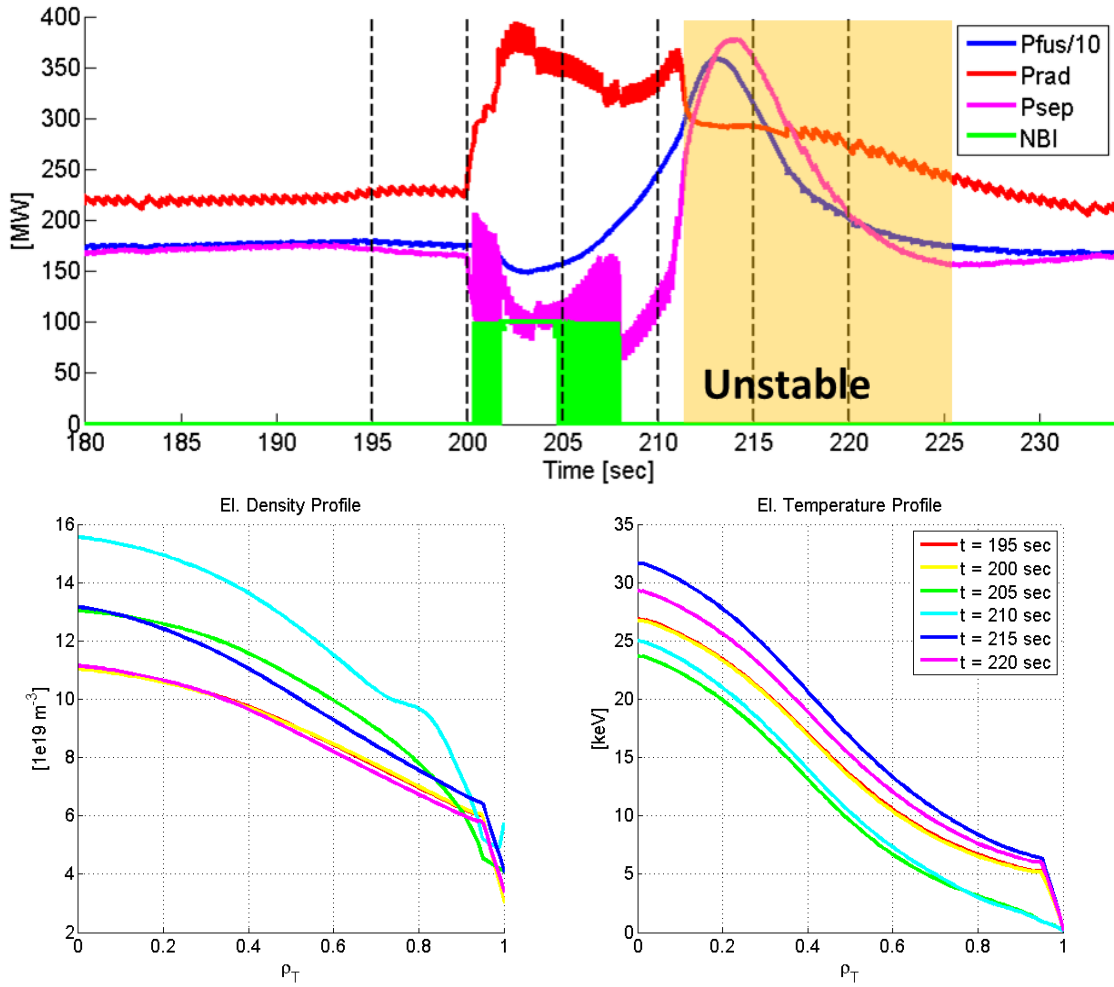 400
350
300
250
200
150
100
50
0
[MW]
Pfus/10
Prad
Psep
NBI
Unstable
180 185 190 195 200 205 210 215 220 225 230
Time [sec]
El. Density Profile
16
14
12
10
8
6
4
2
[1e19 m⁻³]
0 0.2 0.4 0.6 0.8 1
ρT
El. Temperature Profile
35
30
25
20
15
10
5
0
[keV]
t = 195 sec
t = 200 sec
t = 205 sec
t = 210 sec
t = 215 sec
t = 220 sec
0 0.2 0.4 0.6 0.8 1
ρT